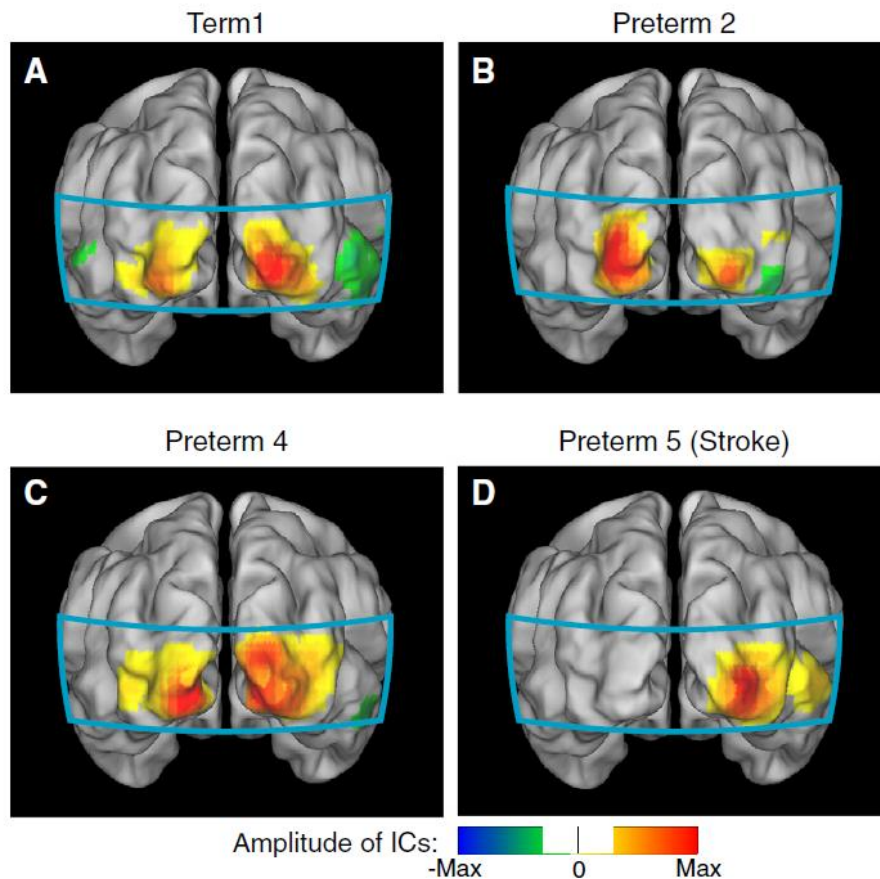 Term1
Preterm 2
A
B
Preterm 4
Preterm 5 (Stroke)
C
D
Amplitude of ICs:
-Max 0 Max